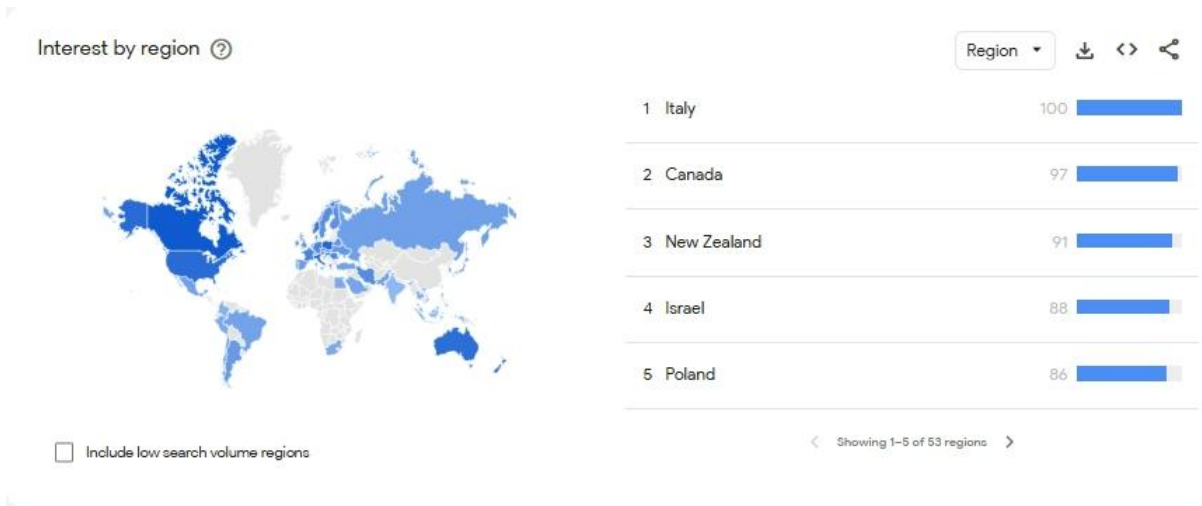 Interest by region
Region
1 Italy 100
2 Canada 97
3 New Zealand 91
4 Israel 88
5 Poland 86
Include low search volume regions
Showing 1–5 of 53 regions